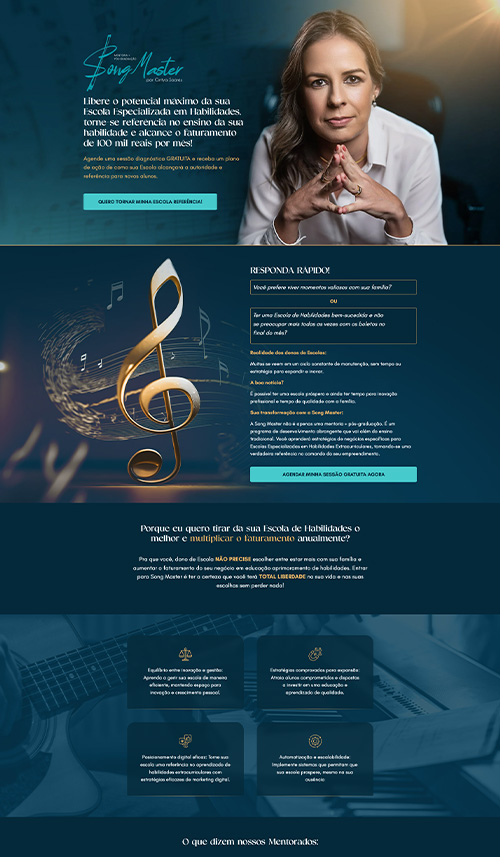 MENTORIA +
PÓS-GRADUAÇÃO
Song Master
por Cintya Soares
Libere o potencial máximo da sua
Escola Especializada em Habilidades,
torne-se referência no ensino da sua
habilidade e alcance o faturamento
de 100 mil reais por mês!
Agende uma sessão diagnóstica GRATUITA e receba um plano
de ação de como sua Escola alcançará a autoridade e
referência para novos alunos.
QUERO TORNAR MINHA ESCOLA REFERÊNCIA!
RESPONDA RÁPIDO!
Você prefere viver momentos valiosos com sua família?
OU
Ter uma Escola de Habilidades bem-sucedida e não
se preocupar mais todas as vezes com os boletos no
final do mês?
Realidade dos donos de Escolas:
Muitos se veem em um ciclo constante de manutenção, sem tempo ou
estratégia para expandir e inovar.
A boa notícia?
É possível ter uma escola próspera e ainda ter tempo para inovação
profissional e tempo de qualidade com a família.
Sua transformação com a Song Master:
A Song Master não é apenas uma mentoria + pós-graduação. É um
programa de desenvolvimento abrangente que vai além do ensino
tradicional. Você aprenderá estratégias de negócios específicas para
Escolas Especializadas em Habilidades Extracurriculares, tornando-se uma
verdadeira referência no comando do seu empreendimento.
AGENDAR MINHA SESSÃO GRATUITA AGORA
Porque eu quero tirar da sua Escola de Habilidades o
melhor e multiplicar o faturamento anualmente?
Pra que você, dono de Escola NÃO PRECISE escolher entre estar mais com sua família e
aumentar o faturamento do seu negócio em educação aprimoramento de habilidades. Entrar
para Song Master é ter a certeza que você terá TOTAL LIBERDADE na sua vida e nas suas
escolhas sem perder nada!
Equilíbrio entre inovação e gestão:
Aprenda a gerir sua escola de maneira
eficiente, mantendo espaço para
inovação e crescimento pessoal.
Estratégias comprovadas para expansão:
Atraia alunos comprometidos e dispostos
a investir em uma educação e
aprendizado de qualidade.
Posicionamento digital eficaz: Torne sua
escola uma referência no aprendizado de
habilidades extracurriculares com
estratégias eficazes de marketing digital.
Automatização e escalabilidade:
Implemente sistemas que permitam que
sua escola prospere, mesmo na sua
ausência.
O que dizem nossos Mentorados: